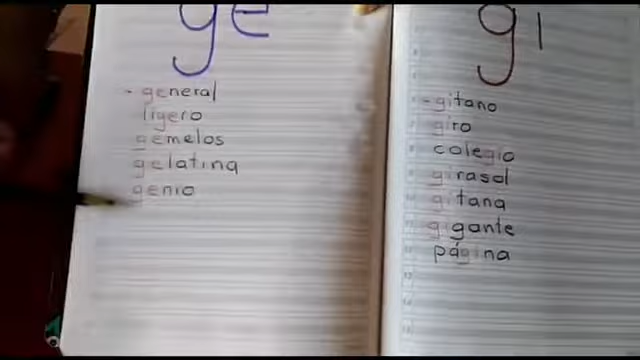 ge
- general
ligero
gemelos
gelatina
genio
gi
- gitano
giro
colegio
girasol
gitana
gigante
página